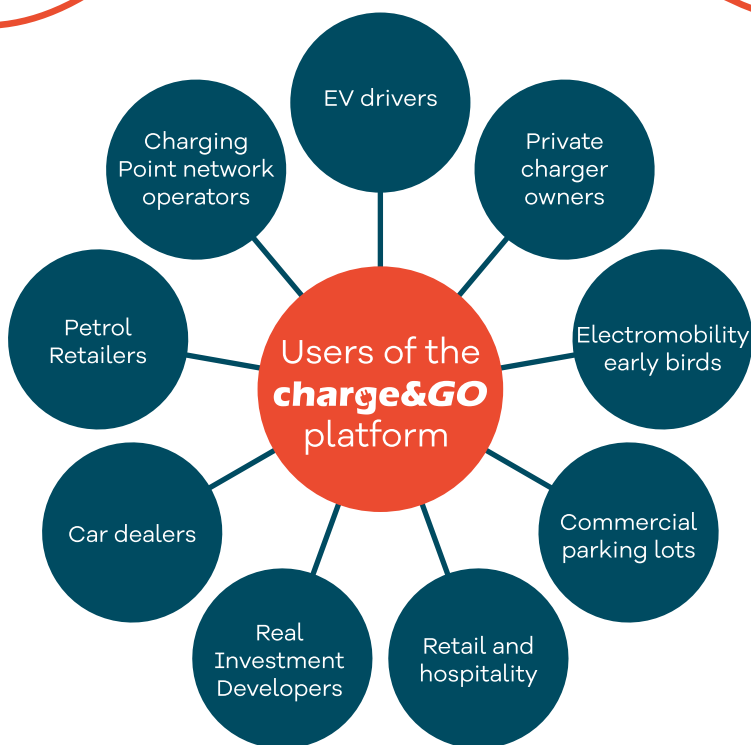 EV drivers
Charging
Point network
operators
Private
charger
owners
Petrol
Retailers
Electromobility
early birds
Users of the
charge&GO
platform
Car dealers
Commercial
parking lots
Real
Investment
Developers
Retail and
hospitality